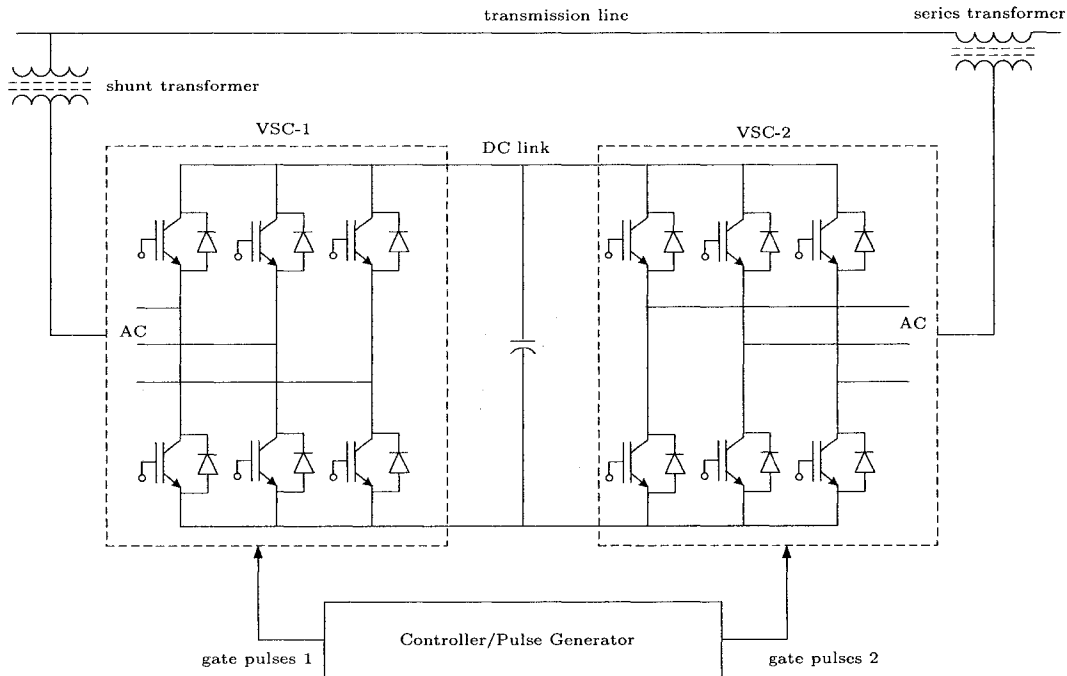 transmission line
series transformer
shunt transformer
VSC-1
DC link
VSC-2
AC
AC
Controller/Pulse Generator
gate pulses 1
gate pulses 2